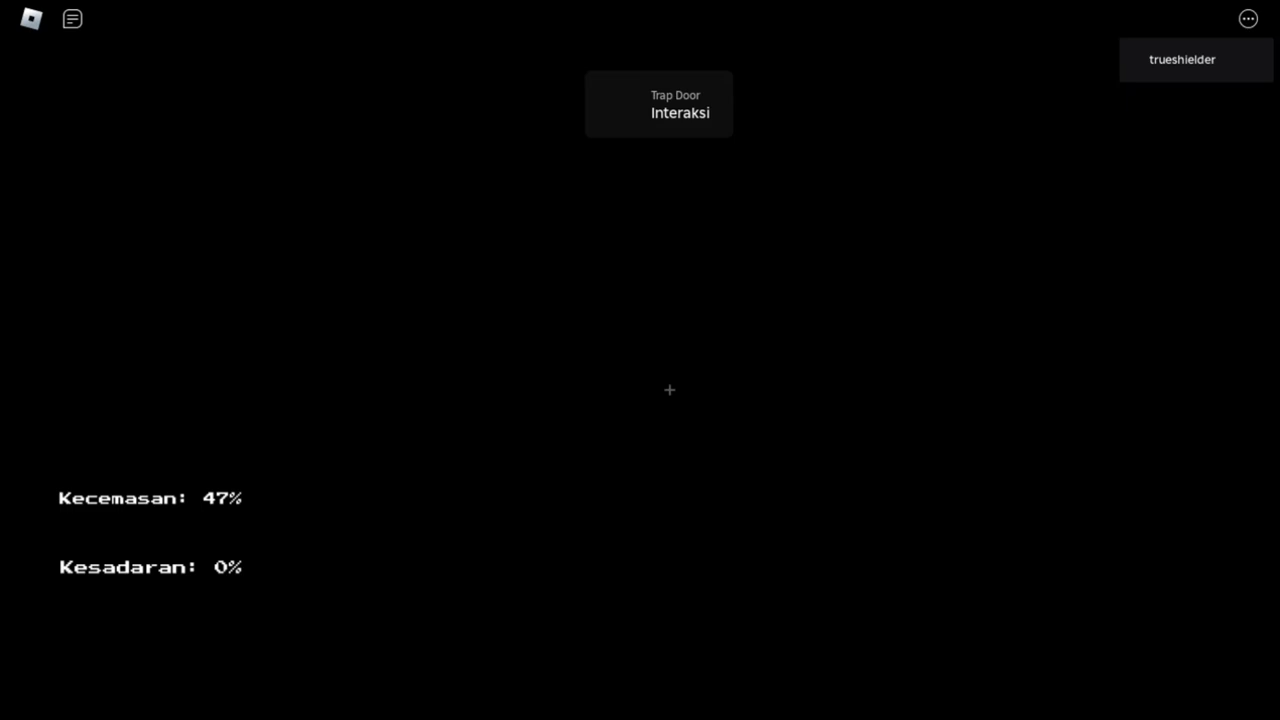 trueshielder
Trap Door
Interaksi
Kecemasan: 47%
Kesadaran: 0%